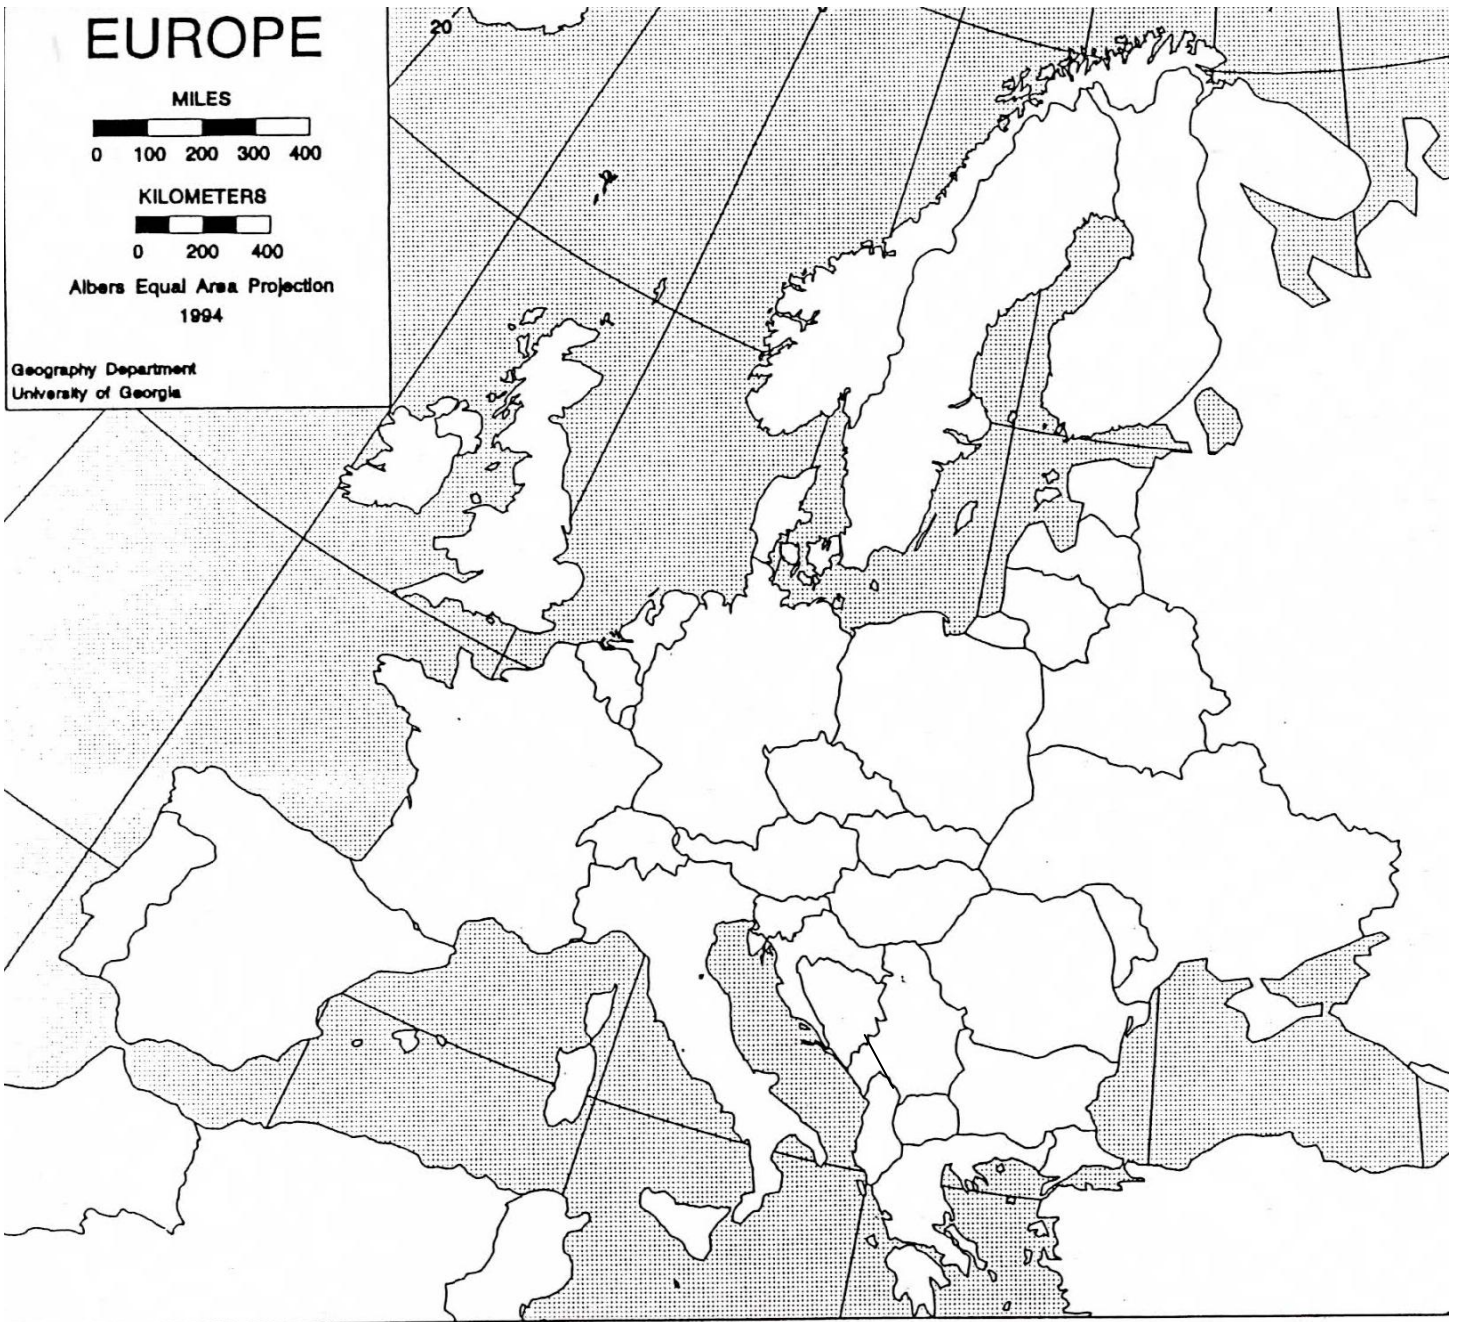 EUROPE
MILES
0 100 200 300 400
KILOMETERS
0 200 400
Albers Equal Area Projection
1994
Geography Department
University of Georgia
20